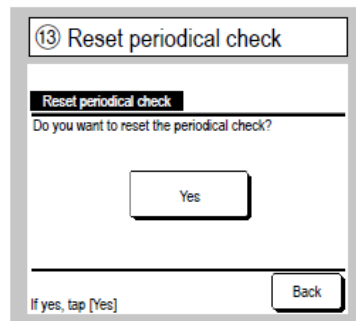 ⑬ Reset periodical check
Reset periodical check
Do you want to reset the periodical check?
Yes
If yes, tap [Yes]
Back